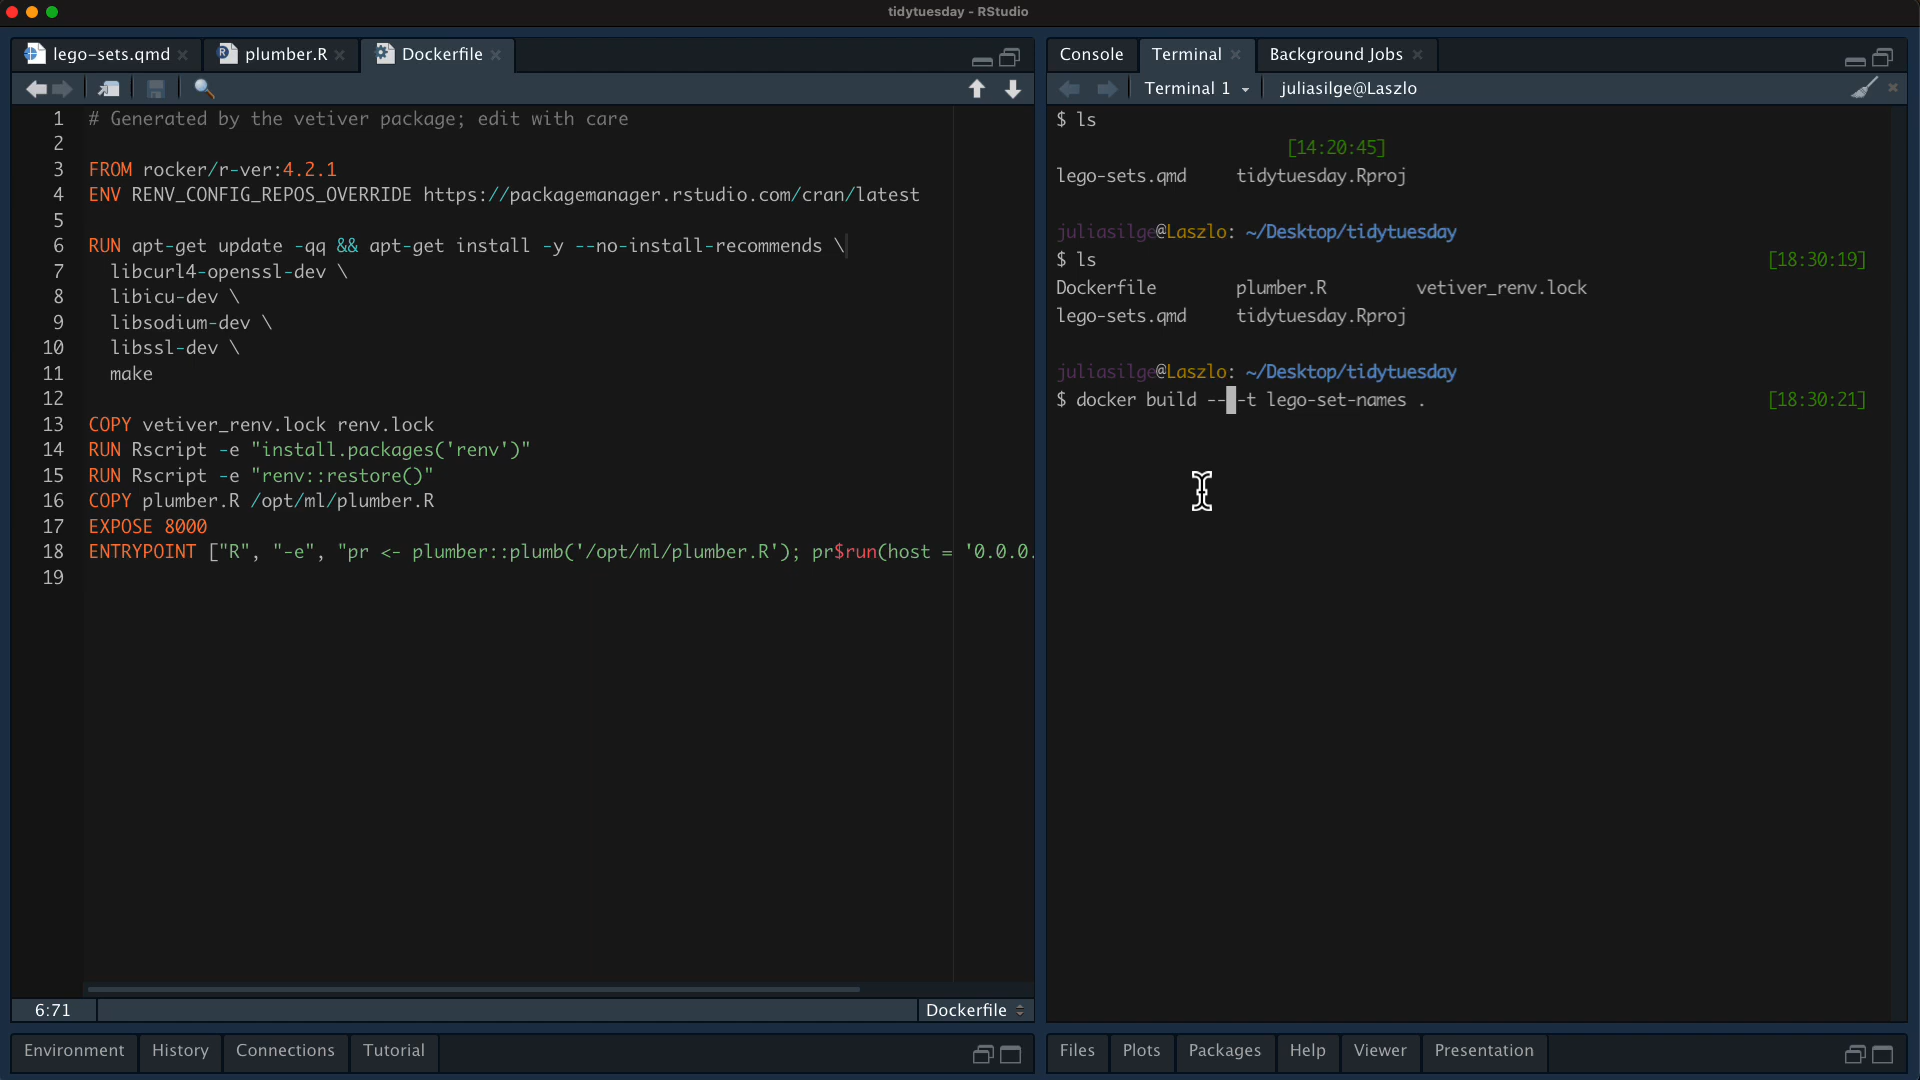 tidytuesday - RStudio
lego-sets.qmd
plumber.R
Dockerfile
1 # Generated by the vetiver package; edit with care
2
3 FROM rocker/r-ver:4.2.1
4 ENV RENV_CONFIG_REPOS_OVERRIDE https://packagemanager.rstudio.com/cran/latest
5
6 RUN apt-get update -qq && apt-get install -y --no-install-recommends \
7 libcurl4-openssl-dev \
8 libicu-dev \
9 libsodium-dev \
10 libssl-dev \
11 make
12
13 COPY vetiver_renv.lock renv.lock
14 RUN Rscript -e "install.packages('renv')"
15 RUN Rscript -e "renv::restore()"
16 COPY plumber.R /opt/ml/plumber.R
17 EXPOSE 8000
18 ENTRYPOINT ["R", "-e", "pr <- plumber::plumb('/opt/ml/plumber.R'); pr$run(host = '0.0.0.
19
6:71
Dockerfile
Environment History Connections Tutorial
Console Terminal Background Jobs
Terminal 1 juliasilge@Laszlo
$ ls
[14:20:45]
lego-sets.qmd tidytuesday.Rproj
juliasilge@Laszlo: ~/Desktop/tidytuesday
$ ls [18:30:19]
Dockerfile plumber.R vetiver_renv.lock
lego-sets.qmd tidytuesday.Rproj
juliasilge@Laszlo: ~/Desktop/tidytuesday
$ docker build -- -t lego-set-names . [18:30:21]
Files Plots Packages Help Viewer Presentation